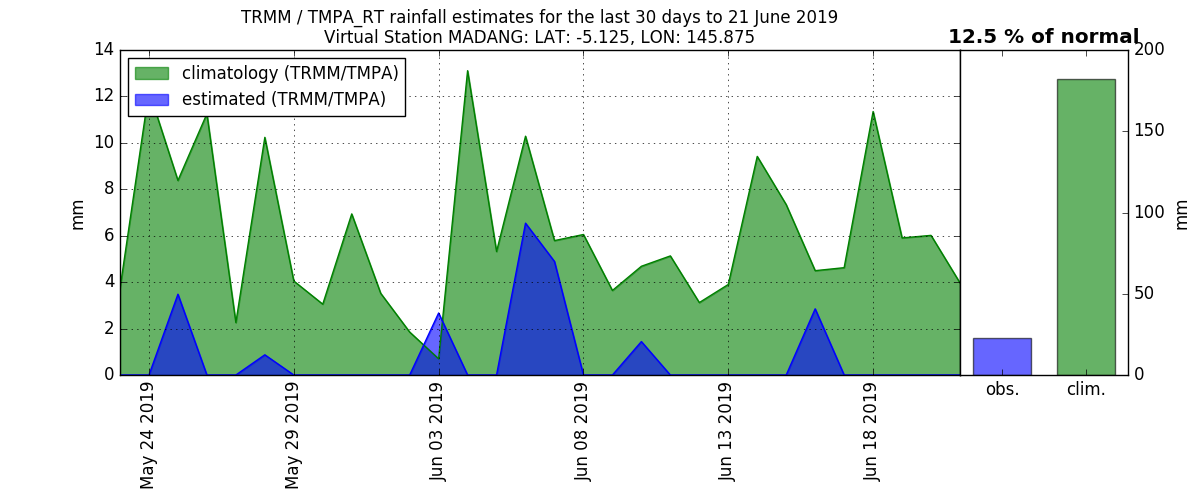 TRMM / TMPA_RT rainfall estimates for the last 30 days to 21 June 2019
Virtual Station MADANG: LAT: -5.125, LON: 145.875
12.5 % of normal
climatology (TRMM/TMPA)
estimated (TRMM/TMPA)
mm
14
12
10
8
6
4
2
0
May 24 2019
May 29 2019
Jun 03 2019
Jun 08 2019
Jun 13 2019
Jun 18 2019
obs.
clim.
200
150
100
50
0
mm